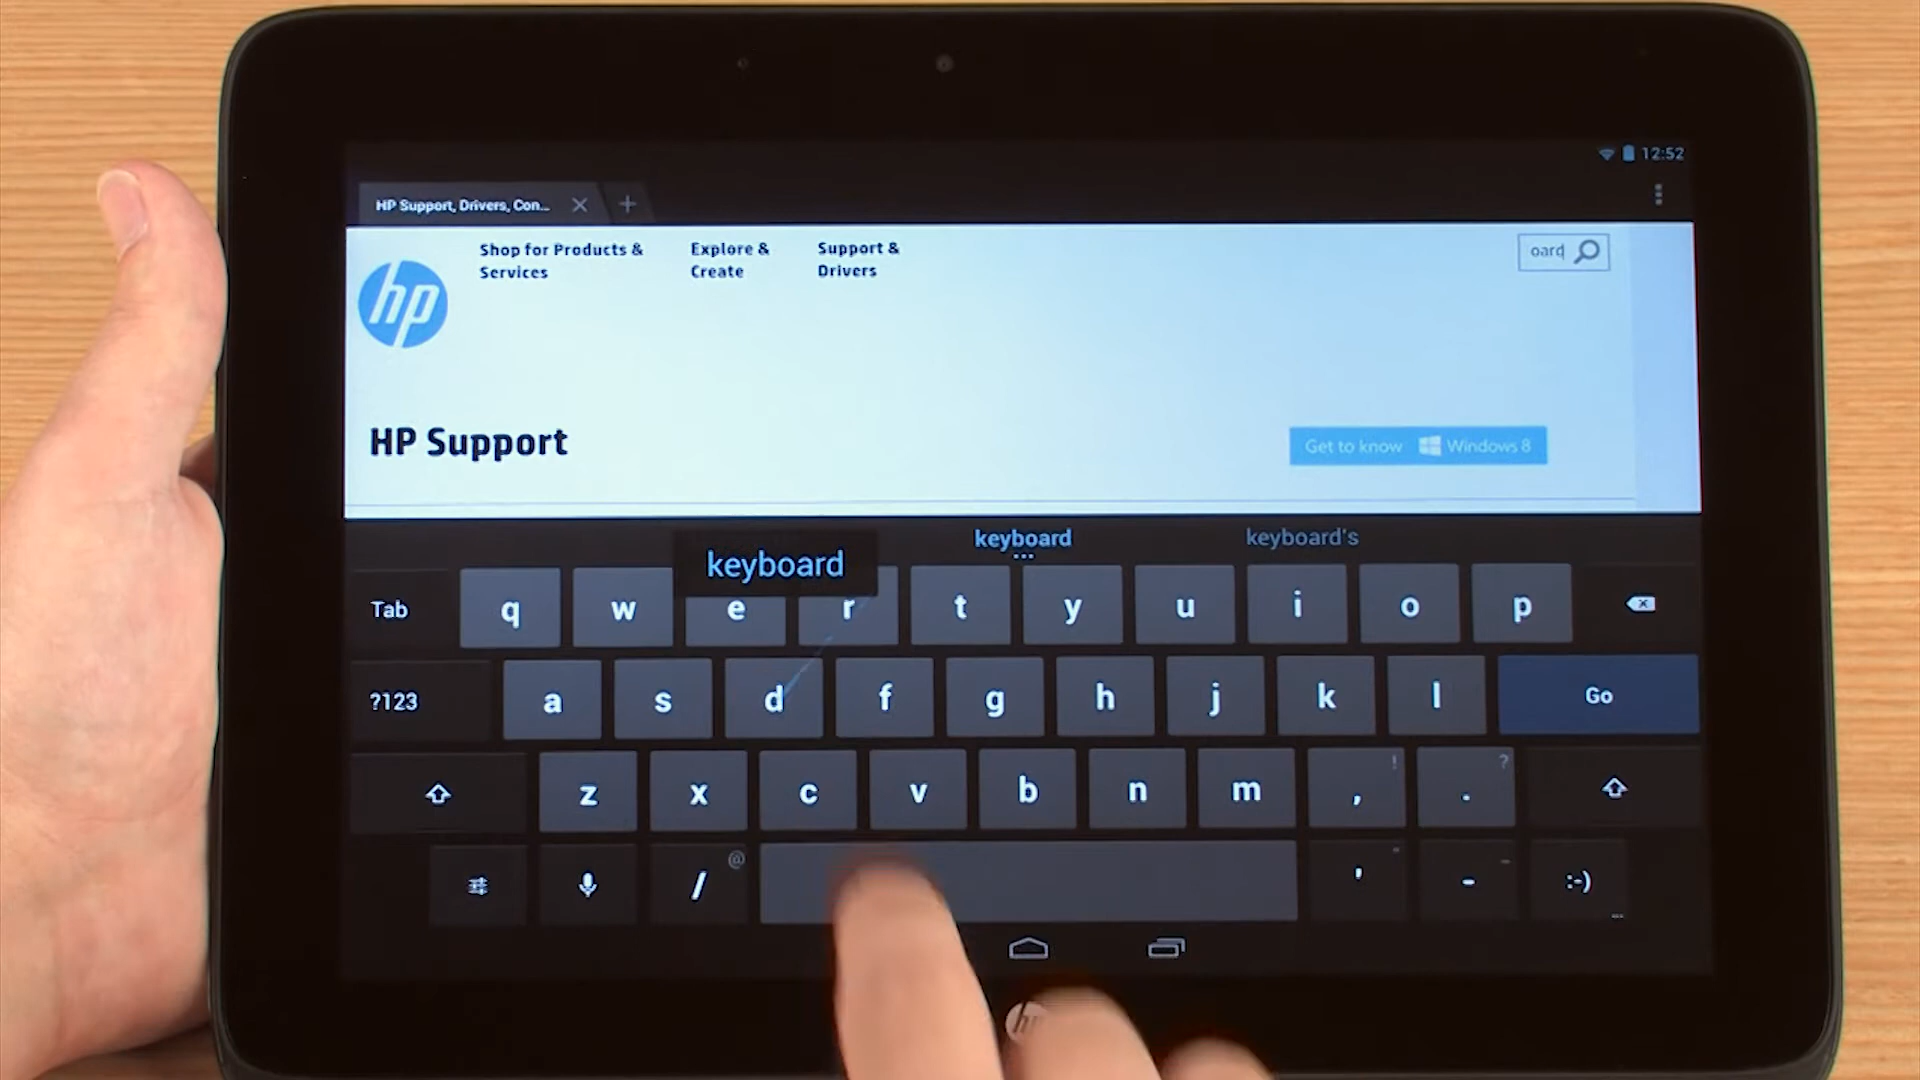 12:52
HP Support, Drivers, Con...
Shop for Products &
Services
Explore &
Create
Support &
Drivers
oard
hp
HP Support
Get to know Windows 8
keyboard
keyboard's
keyboard
Tab q w e r t y u i o p
?123 a s d f g h j k l Go
z x c v b n m , ! . ?
/ @ ' " - _ :-)
hp